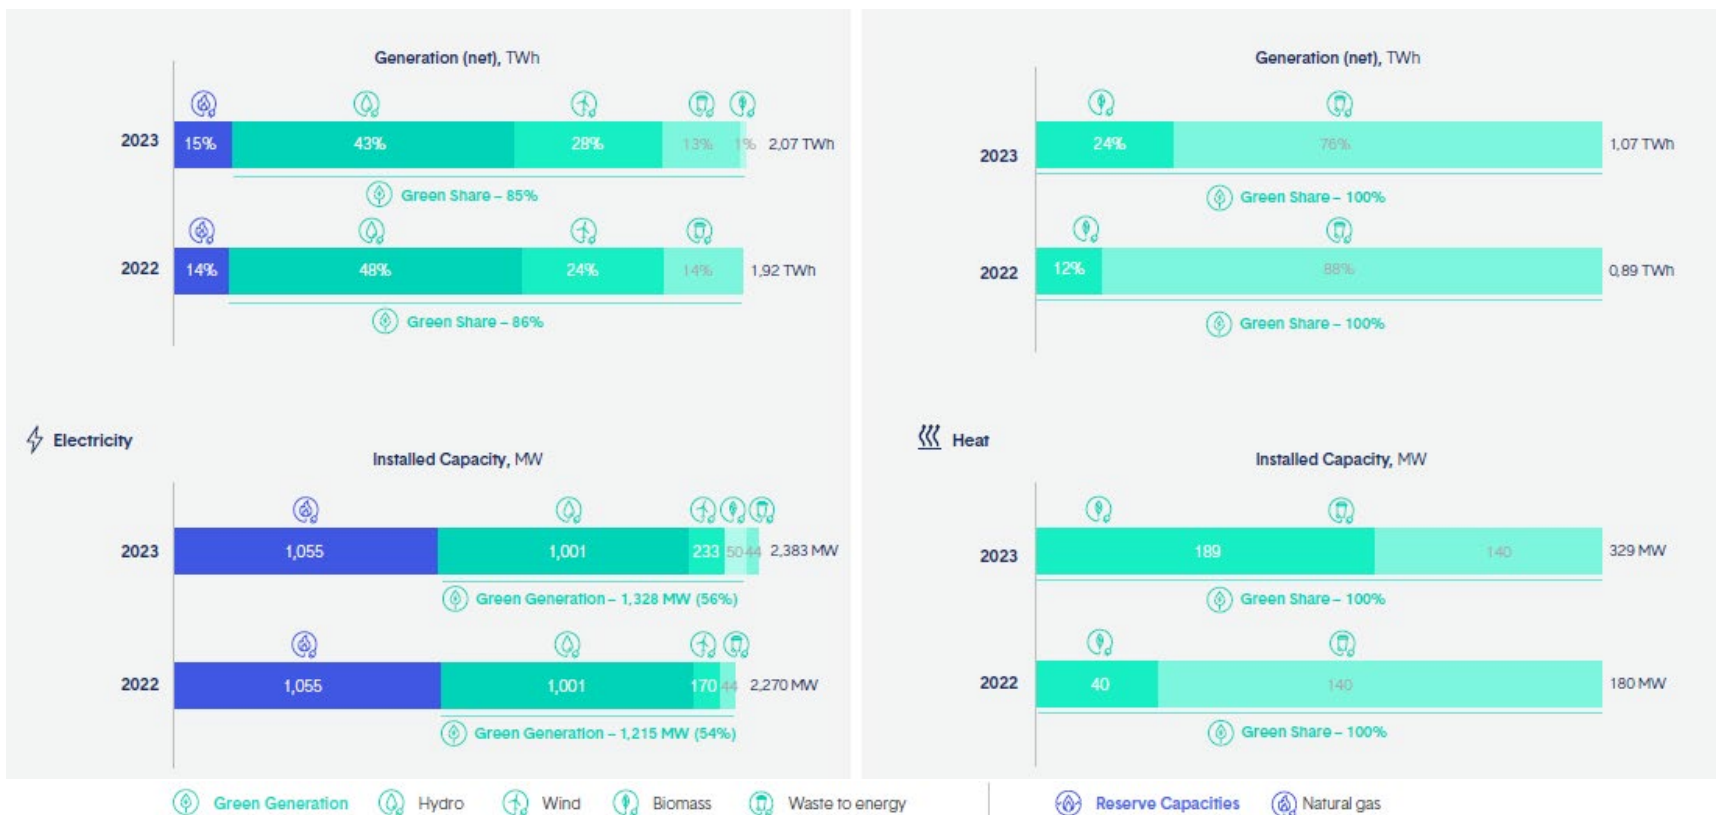 Generation (net), TWh
2023 15% 43% 28% 13% 1% 2,07 TWh
Green Share – 85%
2022 14% 48% 24% 14% 1,92 TWh
Green Share – 86%
Electricity
Installed Capacity, MW
2023 1,055 1,001 233 50 44 2,383 MW
Green Generation – 1,328 MW (56%)
2022 1,055 1,001 170 44 2,270 MW
Green Generation – 1,215 MW (54%)
Generation (net), TWh
2023 24% 76% 1,07 TWh
Green Share – 100%
2022 12% 88% 0,89 TWh
Green Share – 100%
Heat
Installed Capacity, MW
2023 189 140 329 MW
Green Share – 100%
2022 40 140 180 MW
Green Share – 100%
Green Generation Hydro Wind Biomass Waste to energy Reserve Capacities Natural gas